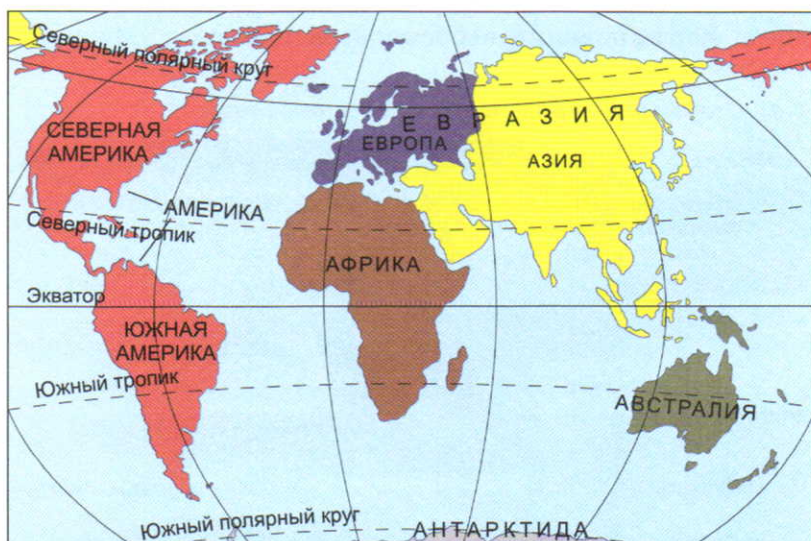 Северный полярный круг
СЕВЕРНАЯ
АМЕРИКА
ЕВРАЗИЯ
ЕВРОПА
АЗИЯ
АМЕРИКА
Северный тропик
АФРИКА
Экватор
ЮЖНАЯ
АМЕРИКА
Южный тропик
АВСТРАЛИЯ
Южный полярный круг
АНТАРКТИДА